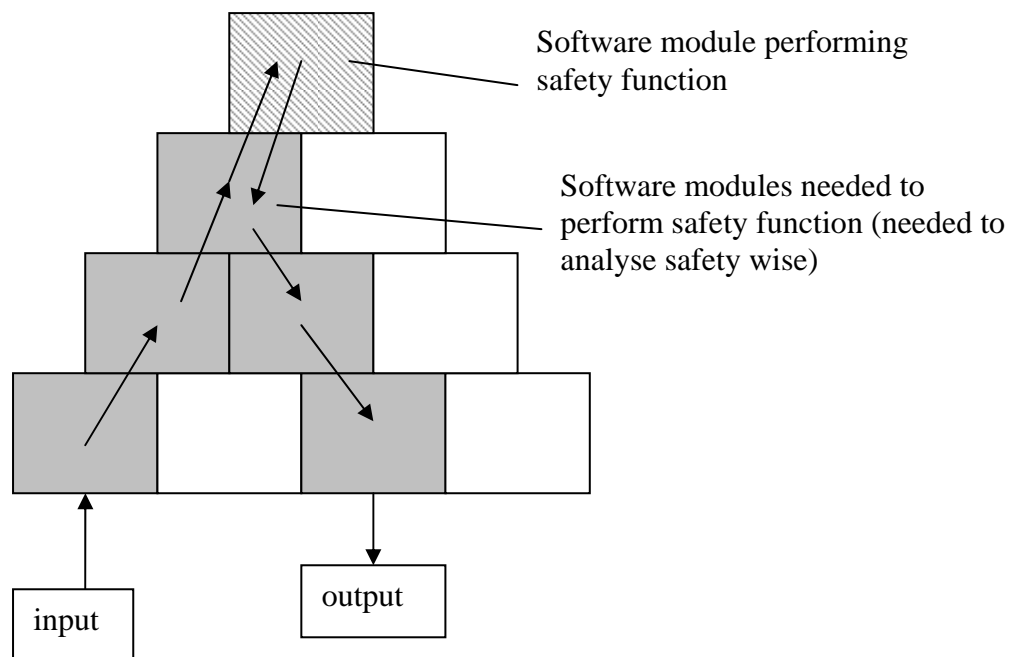 Software module performing
safety function
Software modules needed to
perform safety function (needed to
analyse safety wise)
output
input